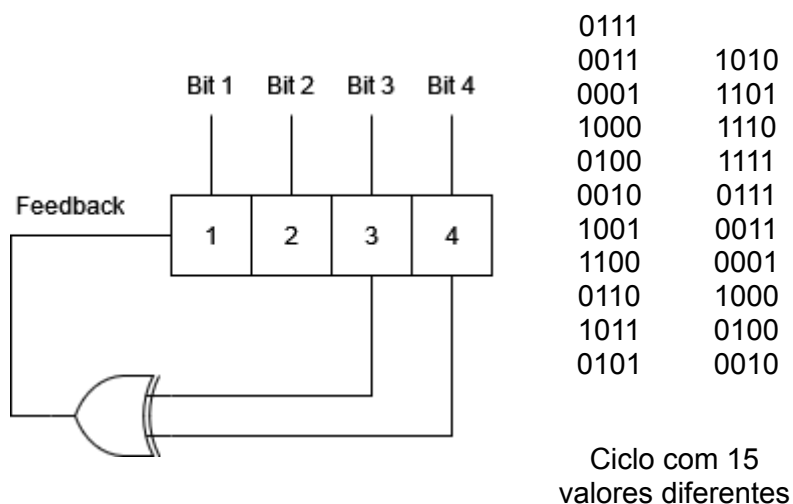 Bit 1 Bit 2 Bit 3 Bit 4
Feedback
1 2 3 4
0111
0011 1010
0001 1101
1000 1110
0100 1111
0010 0111
1001 0011
1100 0001
0110 1000
1011 0100
0101 0010
Ciclo com 15
valores diferentes